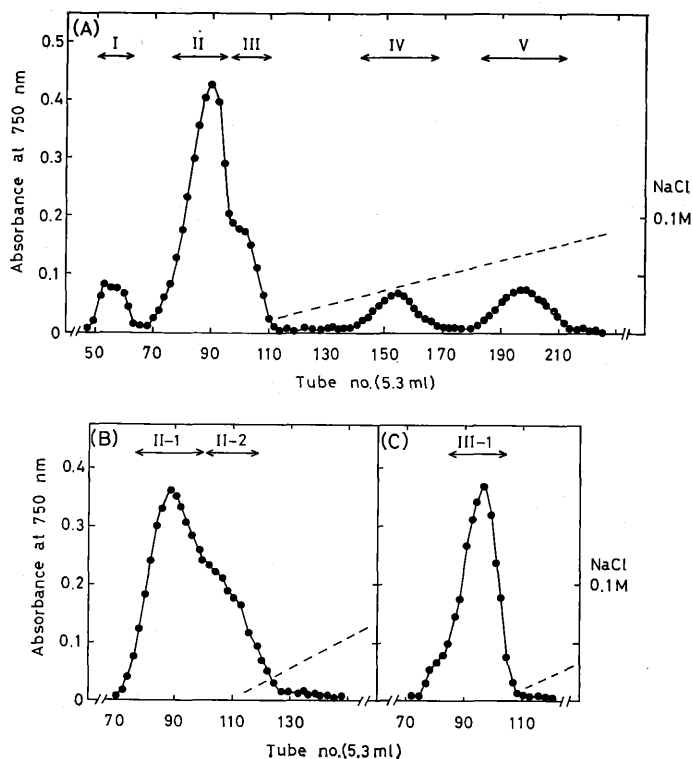 (A)
I II III IV V
0.5
0.4
0.3
0.2
0.1
0
Absorbance at 750 nm
NaCl
0.1M
50 70 90 110 130 150 170 190 210
Tube no.(5.3 ml)
(B)
II-1 II-2
0.4
0.3
0.2
0.1
0
Absorbance at 750 nm
70 90 110 130
(C)
III-1
NaCl
0.1M
70 90 110
Tube no.(5.3 ml)